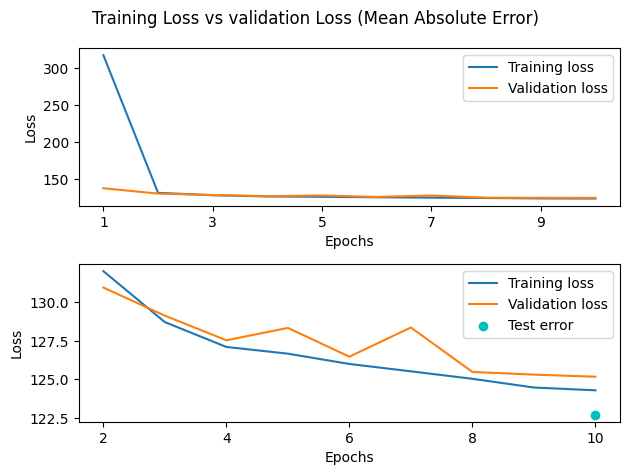 Training Loss vs validation Loss (Mean Absolute Error)
300
250
200
150
Loss
Training loss
Validation loss
1 3 5 7 9
Epochs
130.0
127.5
125.0
122.5
Loss
Training loss
Validation loss
Test error
2 4 6 8 10
Epochs